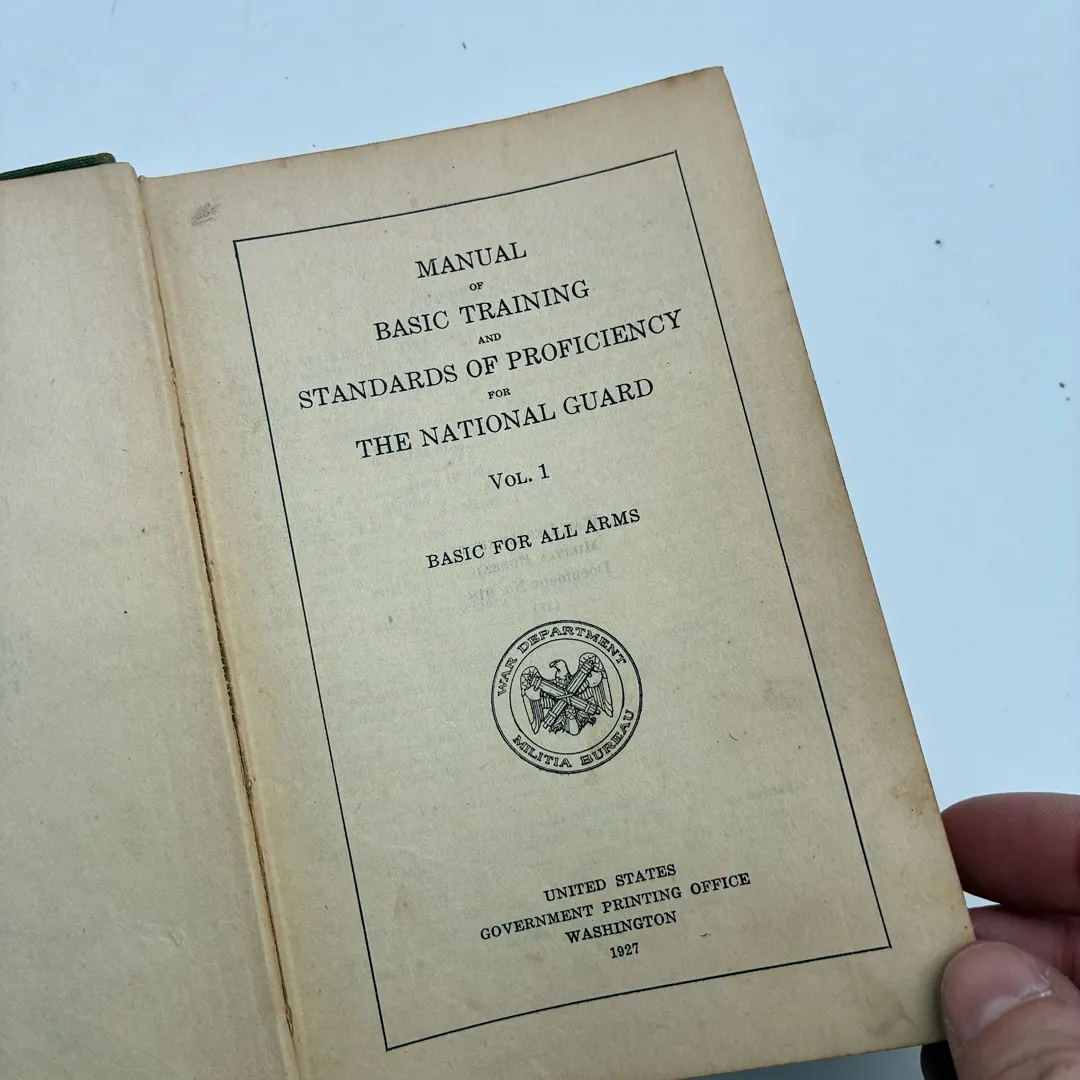 MANUAL
OF
BASIC TRAINING
AND
STANDARDS OF PROFICIENCY
FOR
THE NATIONAL GUARD
VOL. 1
BASIC FOR ALL ARMS
WAR DEPARTMENT
MILITIA BUREAU
UNITED STATES
GOVERNMENT PRINTING OFFICE
WASHINGTON
1927